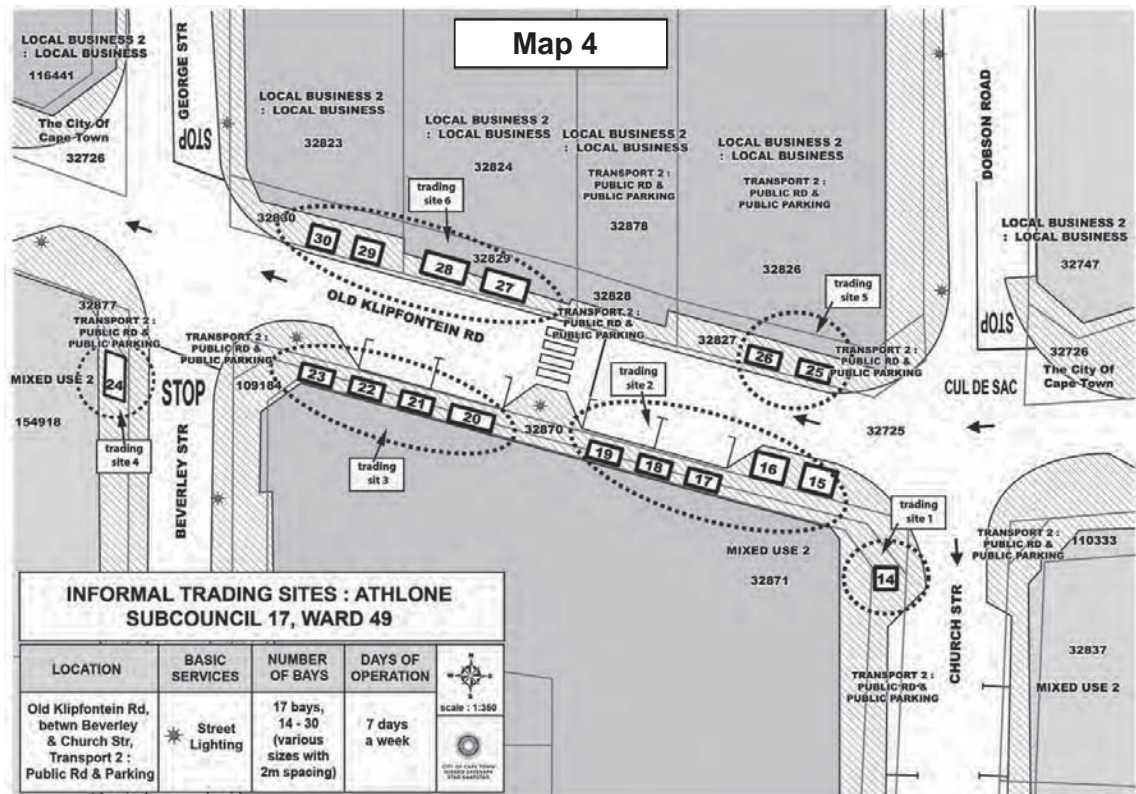 Map 4
LOCAL BUSINESS 2
: LOCAL BUSINESS
116441
The City Of
Cape Town
32726
GEORGE STR
STOP
LOCAL BUSINESS 2
: LOCAL BUSINESS
32823
LOCAL BUSINESS 2
: LOCAL BUSINESS
32824
LOCAL BUSINESS 2
: LOCAL BUSINESS
TRANSPORT 2 :
PUBLIC RD &
PUBLIC PARKING
32878
LOCAL BUSINESS 2
: LOCAL BUSINESS
TRANSPORT 2 :
PUBLIC RD &
PUBLIC PARKING
32826
DOBSON ROAD
STOP
LOCAL BUSINESS 2
: LOCAL BUSINESS
32747
32726
The City Of
Cape Town
trading
site 6
32830
30
29
28
27
32829
32828
TRANSPORT 2 :
PUBLIC RD &
PUBLIC PARKING
OLD KLIPFONTEIN RD
trading
site 5
32827
26
25
TRANSPORT 2 :
PUBLIC RD &
PUBLIC PARKING
CUL DE SAC
32725
32877
TRANSPORT 2 :
PUBLIC RD &
PUBLIC PARKING
MIXED USE 2
24
154918
trading
site 4
STOP
BEVERLEY STR
TRANSPORT 2 :
PUBLIC RD &
PUBLIC PARKING
109184
23
22
21
20
trading
sit 3
32870
trading
site 2
19
18
17
16
15
trading
site 1
14
MIXED USE 2
32871
CHURCH STR
TRANSPORT 2 :
PUBLIC RD &
PUBLIC PARKING
110333
32837
MIXED USE 2
TRANSPORT 2 :
PUBLIC RD &
PUBLIC PARKING
INFORMAL TRADING SITES : ATHLONE
SUBCOUNCIL 17, WARD 49
LOCATION
BASIC
SERVICES
NUMBER
OF BAYS
DAYS OF
OPERATION
Old Klipfontein Rd,
betwn Beverley
& Church Str,
Transport 2 :
Public Rd & Parking
Street
Lighting
17 bays,
14 - 30
(various
sizes with
2m spacing)
7 days
a week
N
W
E
S
scale : 1:350
CITY OF CAPE TOWN
ISIXEKO SASEKAPA
STAD KAAPSTAD